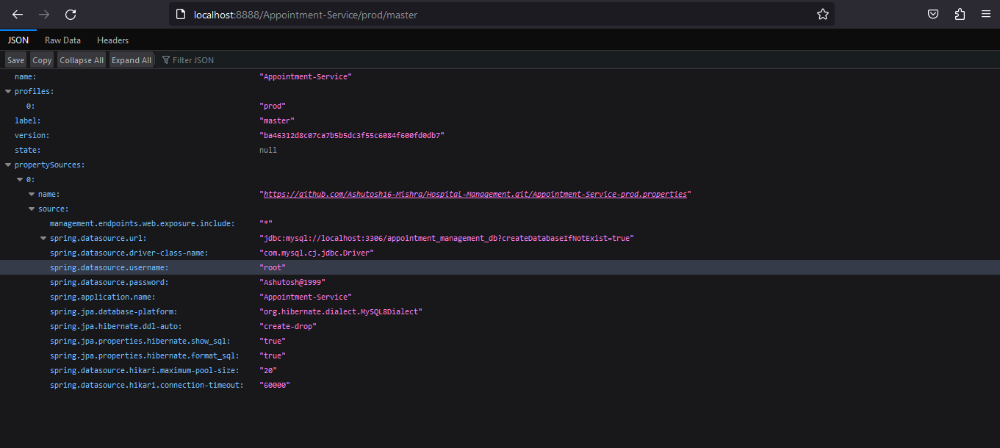 localhost:8888/Appointment-Service/prod/master
JSON Raw Data Headers
Save Copy Collapse All Expand All Filter JSON
name: "Appointment-Service"
profiles:
0: "prod"
label: "master"
version: "ba46312d8c07ca7b5b5dc3f55c6084f600fd0db7"
state: null
propertySources:
0:
name: "https://github.com/Ashutosh16-Mishra/Hospital-Management.git/Appointment-Service-prod.properties"
source:
management.endpoints.web.exposure.include: "*"
spring.datasource.url: "jdbc:mysql://localhost:3306/appointment_management_db?createDatabaseIfNotExist=true"
spring.datasource.driver-class-name: "com.mysql.cj.jdbc.Driver"
spring.datasource.username: "root"
spring.datasource.password: "Ashutosh@1999"
spring.application.name: "Appointment-Service"
spring.jpa.database-platform: "org.hibernate.dialect.MySQL8Dialect"
spring.jpa.hibernate.ddl-auto: "create-drop"
spring.jpa.properties.hibernate.show_sql: "true"
spring.jpa.properties.hibernate.format_sql: "true"
spring.datasource.hikari.maximum-pool-size: "20"
spring.datasource.hikari.connection-timeout: "60000"